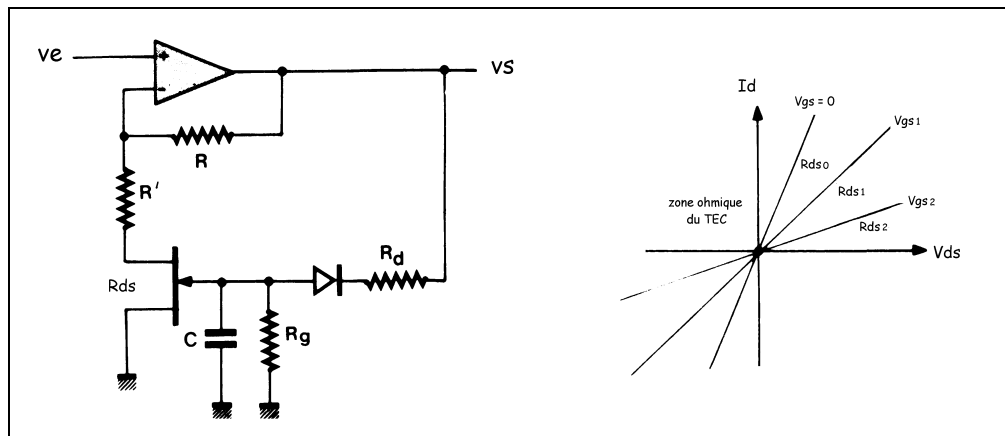 ve
+
-
vs
R
R'
Rds
Rd
C
Rg
Id
Vgs = 0
Vgs1
Rds0
Rds1
Vgs2
Rds2
zone ohmique
du TEC
Vds